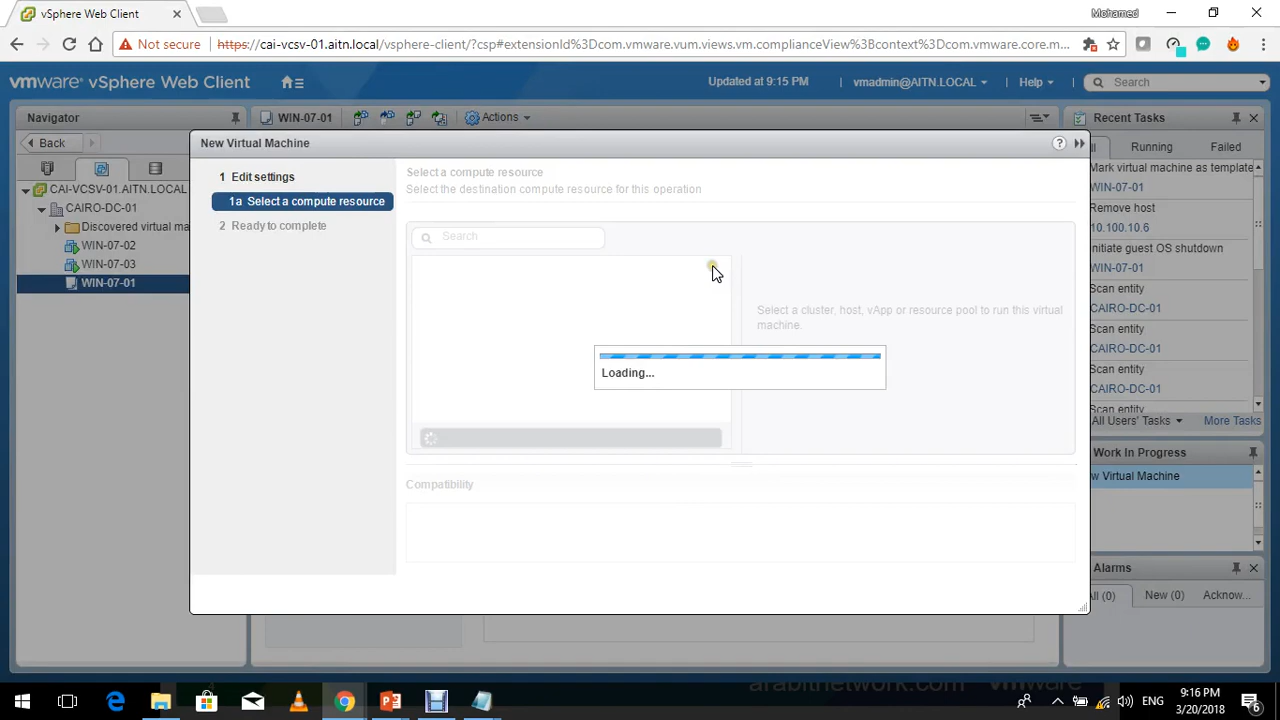 vSphere Web Client
Mohamed
Not secure
https://cai-vcsv-01.aitn.local/vsphere-client/?csp#extensionId%3Dcom.vmware.vum.views.vm.complianceView%3Bcontext%3Dcom.vmware.core.m...
vmware® vSphere Web Client
Updated at 9:15 PM
vmadmin@AITN.LOCAL
Help
Search
Navigator
WIN-07-01
Actions
Recent Tasks
Back
New Virtual Machine
Running
Failed
1 Edit settings
1a Select a compute resource
2 Ready to complete
Select a compute resource
Select the destination compute resource for this operation
Search
Select a cluster, host, vApp or resource pool to run this virtual
machine.
Loading...
Compatibility
CAI-VCSV-01.AITN.LOCAL
CAIRO-DC-01
Discovered virtual ma
WIN-07-02
WIN-07-03
WIN-07-01
Mark virtual machine as template
WIN-07-01
Remove host
10.100.10.6
nitiate guest OS shutdown
WIN-07-01
Scan entity
CAIRO-DC-01
Scan entity
CAIRO-DC-01
Scan entity
CAIRO-DC-01
Scan entity
All Users' Tasks
More Tasks
Work In Progress
w Virtual Machine
Alarms
All (0)
New (0)
Acknow...
arabitnetwork.com
vmware
ENG
9:16 PM
3/20/2018
6